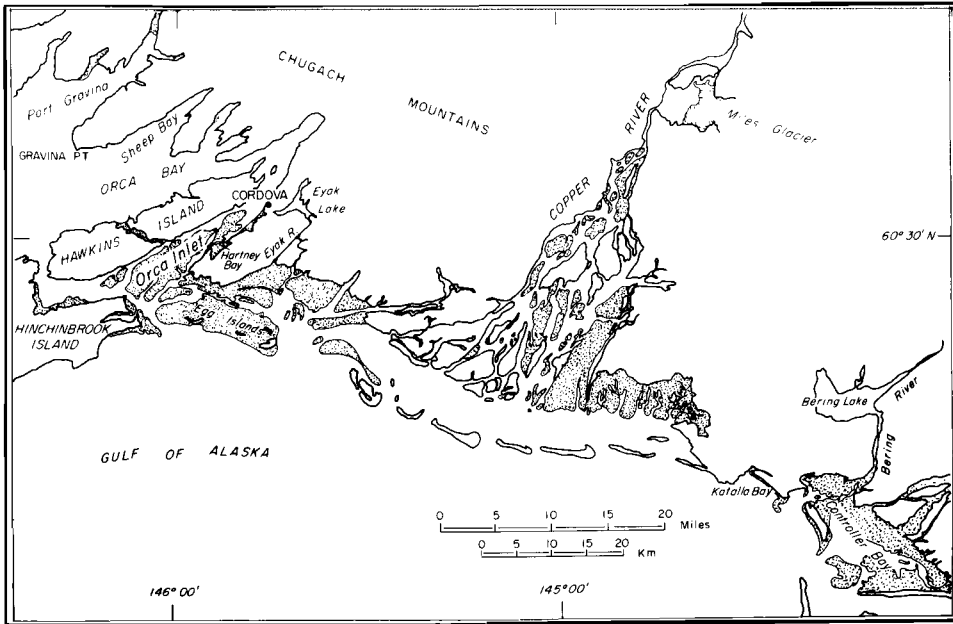 CHUGACH
MOUNTAINS
Port Gravina
Sheep Bay
GRAVINA PT
ORCA BAY
RIVER
COPPER
Miles Glacier
CORDOVA
Eyak
Lake
HAWKINS ISLAND
Orca Inlet
Hartney
Bay
Eyak R.
60° 30' N
Egg Islands
HINCHINBROOK
ISLAND
Bering Lake
River
Bering
GULF OF ALASKA
Katalla Bay
Controller Bay
0 5 10 15 20 Miles
0 5 10 15 20 Km
146° 00'
145° 00'